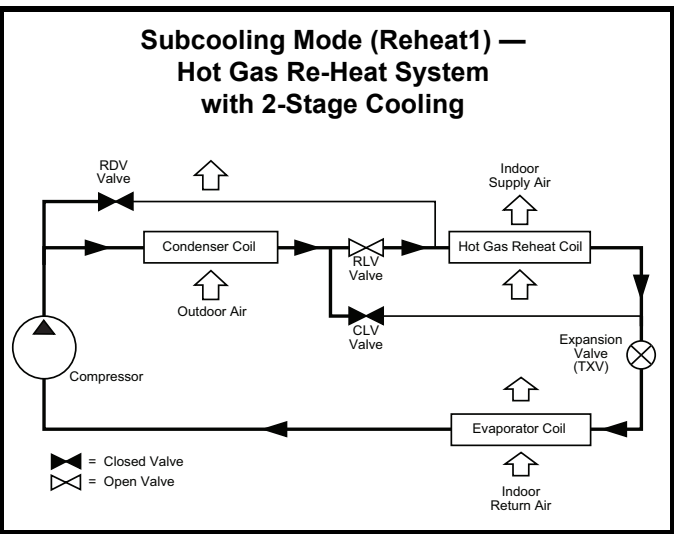 Subcooling Mode (Reheat1) —
Hot Gas Re-Heat System
with 2-Stage Cooling
RDV
Valve
Indoor
Supply Air
Condenser Coil
Hot Gas Reheat Coil
RLV
Valve
Outdoor Air
CLV
Valve
Expansion
Valve
(TXV)
Compressor
Evaporator Coil
= Closed Valve
= Open Valve
Indoor
Return Air